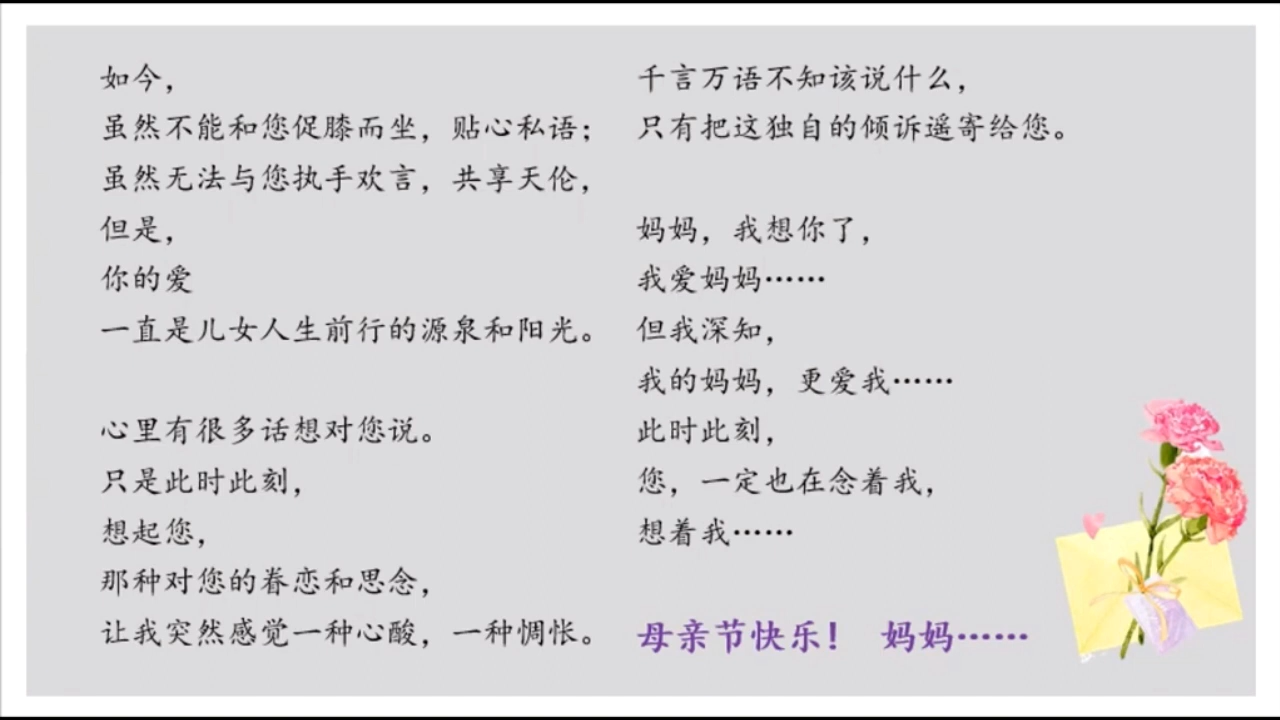 如今，
虽然不能和您促膝而坐，贴心私语；
虽然无法与您执手欢言，共享天伦，
但是，
你的爱
一直是儿女人生前行的源泉和阳光。
心里有很多话想对您说。
只是此时此刻，
想起您，
那种对您的眷恋和思念，
让我突然感觉一种心酸，一种惆怅。
千言万语不知该说什么，
只有把这独自的倾诉遥寄给您。
妈妈，我想你了，
我爱妈妈……
但我深知，
我的妈妈，更爱我……
此时此刻，
您，一定也在念着我，
想着我……
母亲节快乐！ 妈妈……